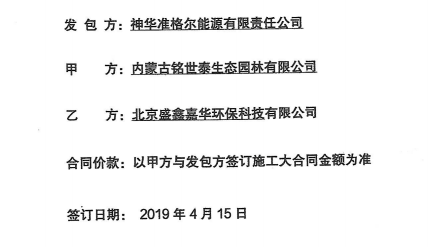 发 包 方：神华准格尔能源有限责任公司
甲 方：内蒙古铭世泰生态园林有限公司
乙 方：北京盛鑫嘉华环保科技有限公司
合同价款：以甲方与发包方签订施工大合同金额为准
签订日期： 2019 年 4 月 15 日